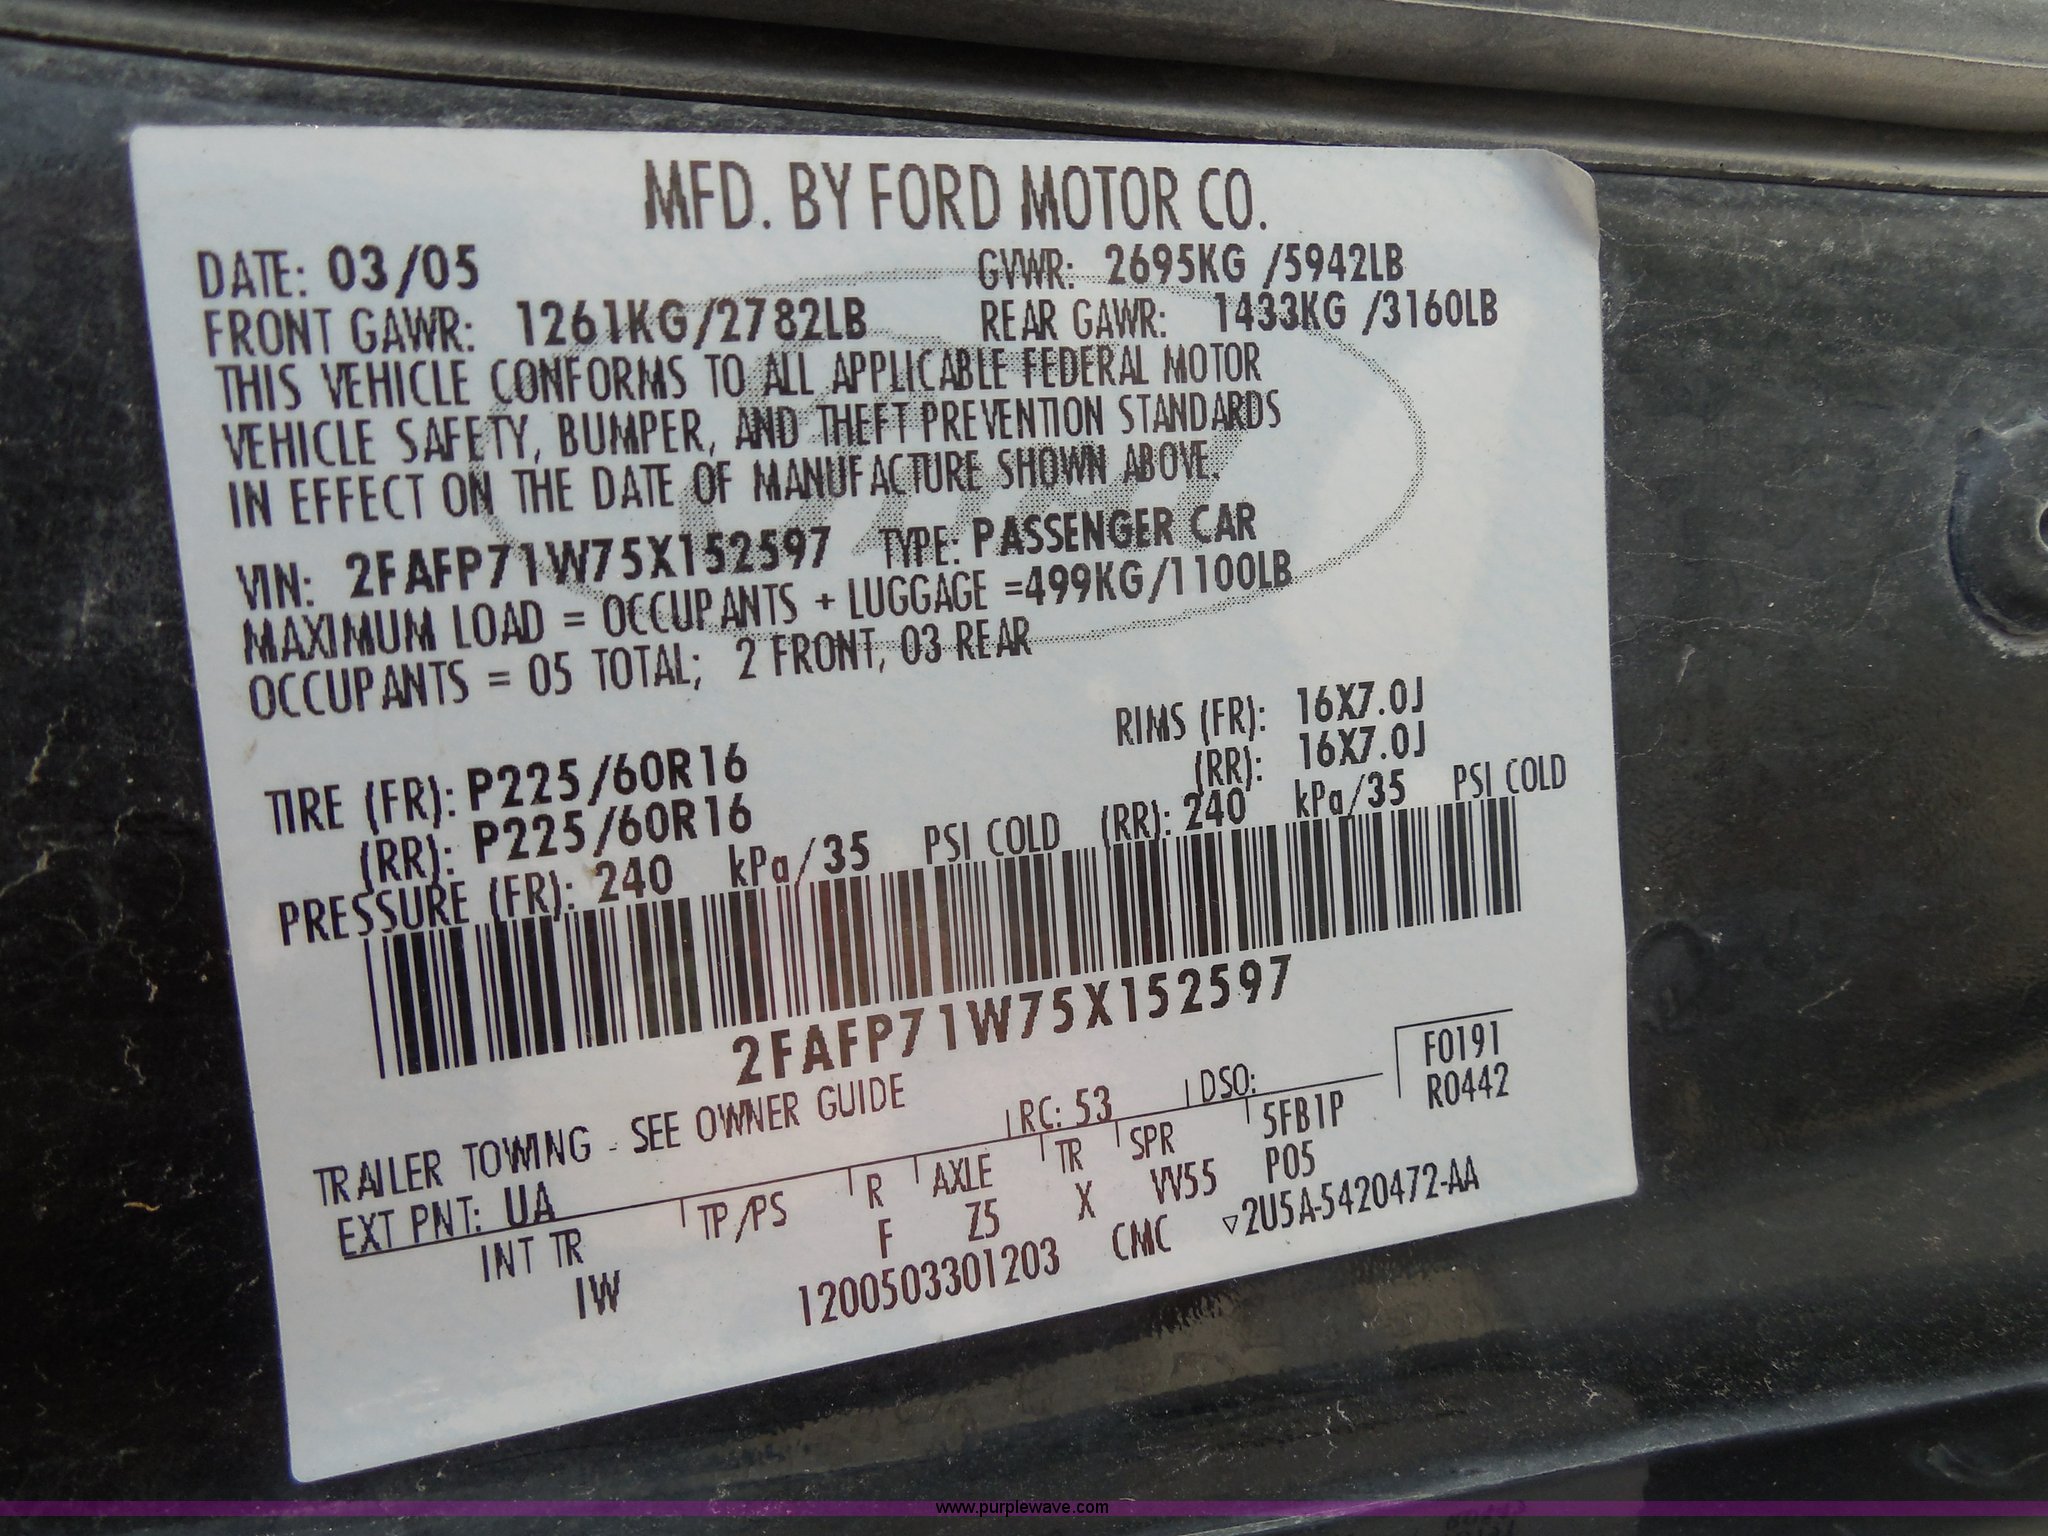 MFD. BY FORD MOTOR CO.
DATE: 03/05 GVWR: 2695KG /5942LB
FRONT GAWR: 1261KG/2782LB REAR GAWR: 1433KG /3160LB
THIS VEHICLE CONFORMS TO ALL APPLICABLE FEDERAL MOTOR
VEHICLE SAFETY, BUMPER, AND THEFT PREVENTION STANDARDS
IN EFFECT ON THE DATE OF MANUFACTURE SHOWN ABOVE.
VIN: 2FAFP71W75X152597 TYPE: PASSENGER CAR
MAXIMUM LOAD = OCCUPANTS + LUGGAGE =499KG/1100LB
OCCUPANTS = 05 TOTAL; 2 FRONT, 03 REAR
TIRE (FR): P225/60R16 RIMS (FR): 16X7.0J
(RR): P225/60R16 (RR): 16X7.0J
PRESSURE (FR): 240 kPa/35 PSI COLD (RR): 240 kPa/35 PSI COLD
2FAFP71W75X152597
TRAILER TOWING - SEE OWNER GUIDE
EXT PNT: UA RC: 53 DSO: F0191
R0442
INT TR TP/PS R AXLE TR SPR 5FB1P
IW F Z5 X VV55 P05
1200503301203 CMC ▽2U5A-5420472-AA
www.purplewave.com